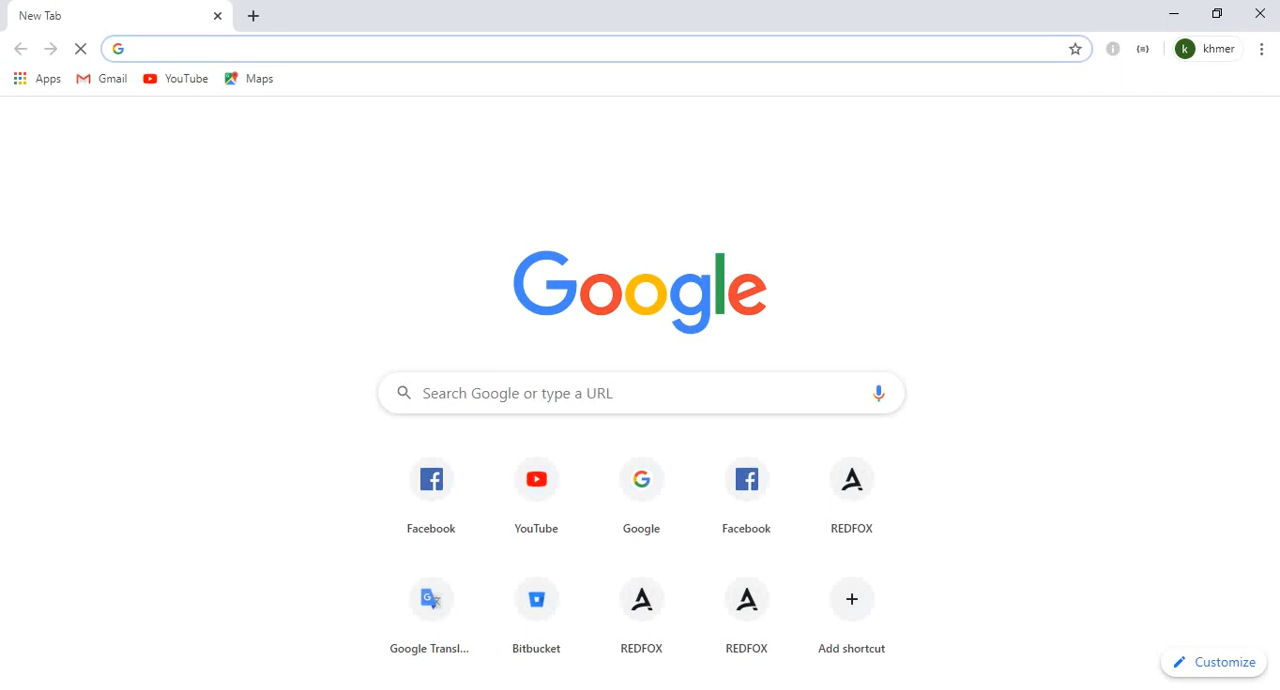 New Tab
k khmer
Apps Gmail YouTube Maps
Google
Search Google or type a URL
Facebook YouTube Google Facebook REDFOX
Google Transl... Bitbucket REDFOX REDFOX Add shortcut
Customize